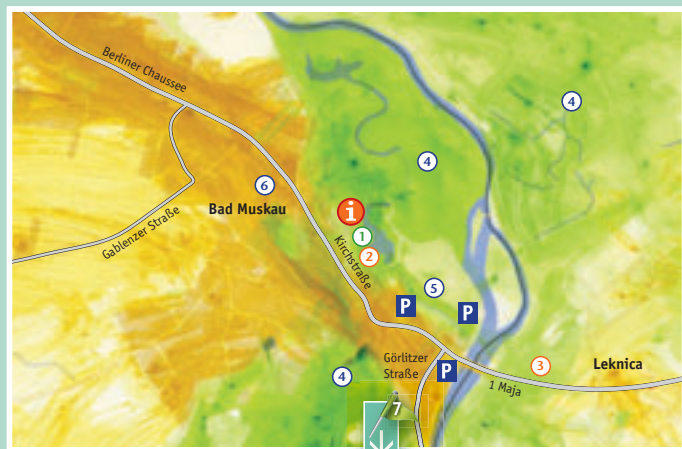 Berliner Chaussee
4
4
6
Bad Muskau
i
1
2
Gablenzer Straße
Kirchstraße
5
P
P
Görlitzer
Straße
P
3
Leknica
4
1 Maja
7